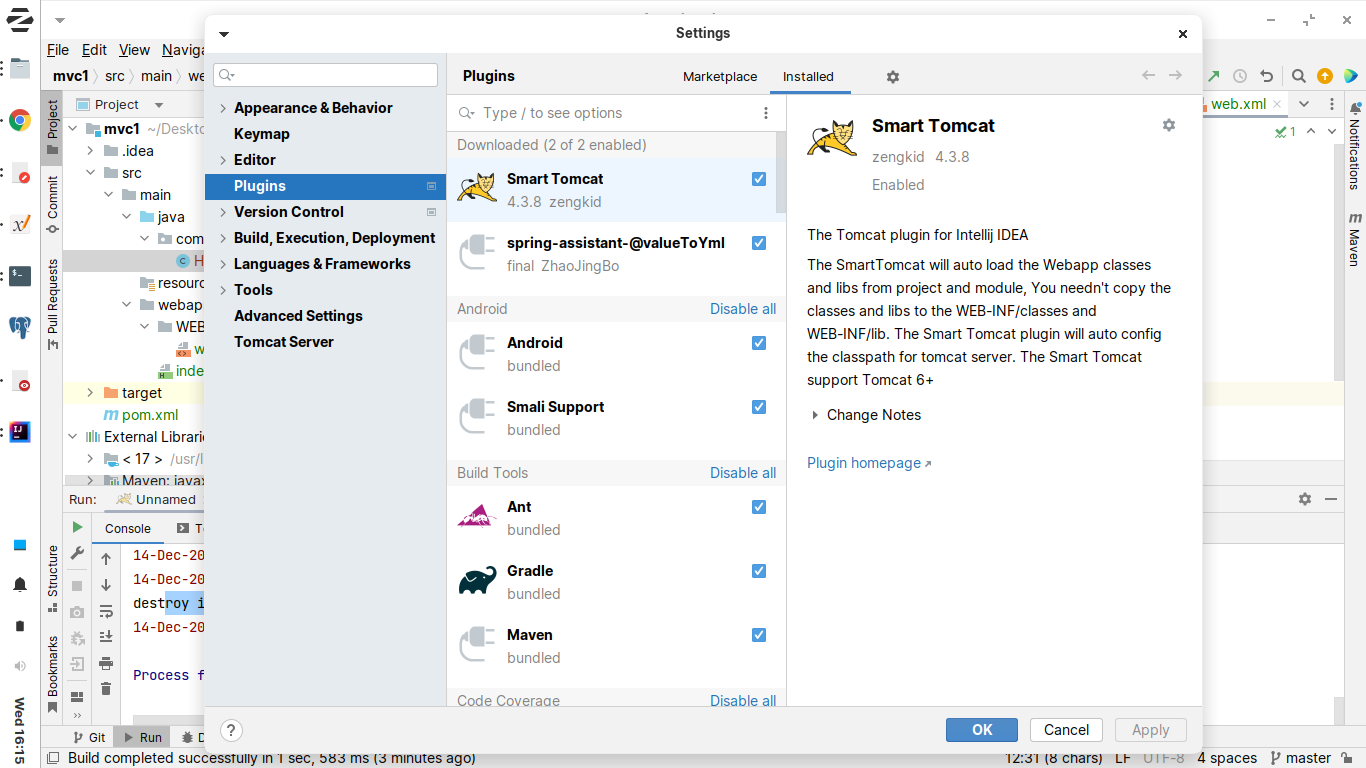 Settings
File Edit View Naviga
mvc1 src main we
Plugins Marketplace Installed
Project
web.xml
Type / to see options
Appearance & Behavior
Keymap
Editor
Plugins
Version Control
Build, Execution, Deployment
Languages & Frameworks
Tools
Advanced Settings
Tomcat Server
mvc1 ~/Deskto
.idea
src
main
java
com
H
resourc
webap
WEB
w
inde
target
pom.xml
External Librarie
< 17 > /usr/l
Maven: javax
Project
Commit
Pull Requests
Structure
Bookmarks
Downloaded (2 of 2 enabled)
Smart Tomcat
4.3.8 zengkid
spring-assistant-@valueToYml
final ZhaoJingBo
Android Disable all
Android
bundled
Smali Support
bundled
Build Tools Disable all
Ant
bundled
Gradle
bundled
Maven
bundled
Code Coverage Disable all
Smart Tomcat
zengkid 4.3.8
Enabled
The Tomcat plugin for Intellij IDEA
The SmartTomcat will auto load the Webapp classes
and libs from project and module, You needn't copy the
classes and libs to the WEB-INF/classes and
WEB-INF/lib. The Smart Tomcat plugin will auto config
the classpath for tomcat server. The Smart Tomcat
support Tomcat 6+
Change Notes
Plugin homepage
1
Notifications
m
Maven
Run: Unnamed
Console
14-Dec-20
14-Dec-20
destroy i
14-Dec-20
Process f
? OK Cancel Apply
Git Run D
Build completed successfully in 1 sec, 583 ms (3 minutes ago) 12:31 (8 chars) LF UTF-8 4 spaces master
Wed 16:15